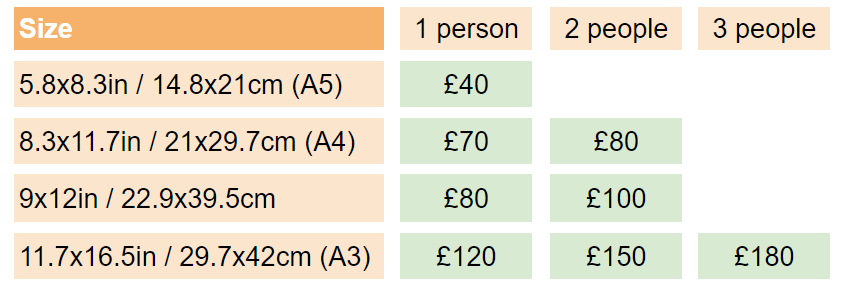 Size 1 person 2 people 3 people
5.8x8.3in / 14.8x21cm (A5) £40
8.3x11.7in / 21x29.7cm (A4) £70 £80
9x12in / 22.9x39.5cm £80 £100
11.7x16.5in / 29.7x42cm (A3) £120 £150 £180